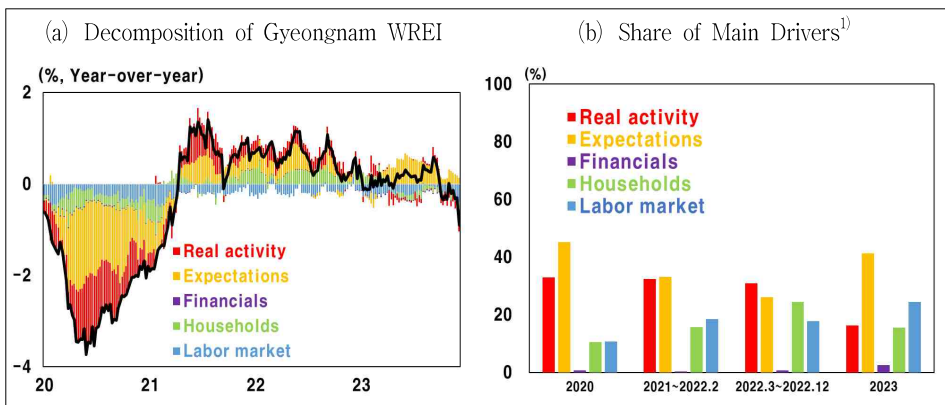 (a) Decomposition of Gyeongnam WREI
(%, Year-over-year)
2
0
-2
-4
Real activity
Expectations
Financials
Households
Labor market
20 21 22 23
(b) Share of Main Drivers1)
(%)
100
80
60
40
20
0
Real activity
Expectations
Financials
Households
Labor market
2020 2021~2022.2 2022.3~2022.12 2023